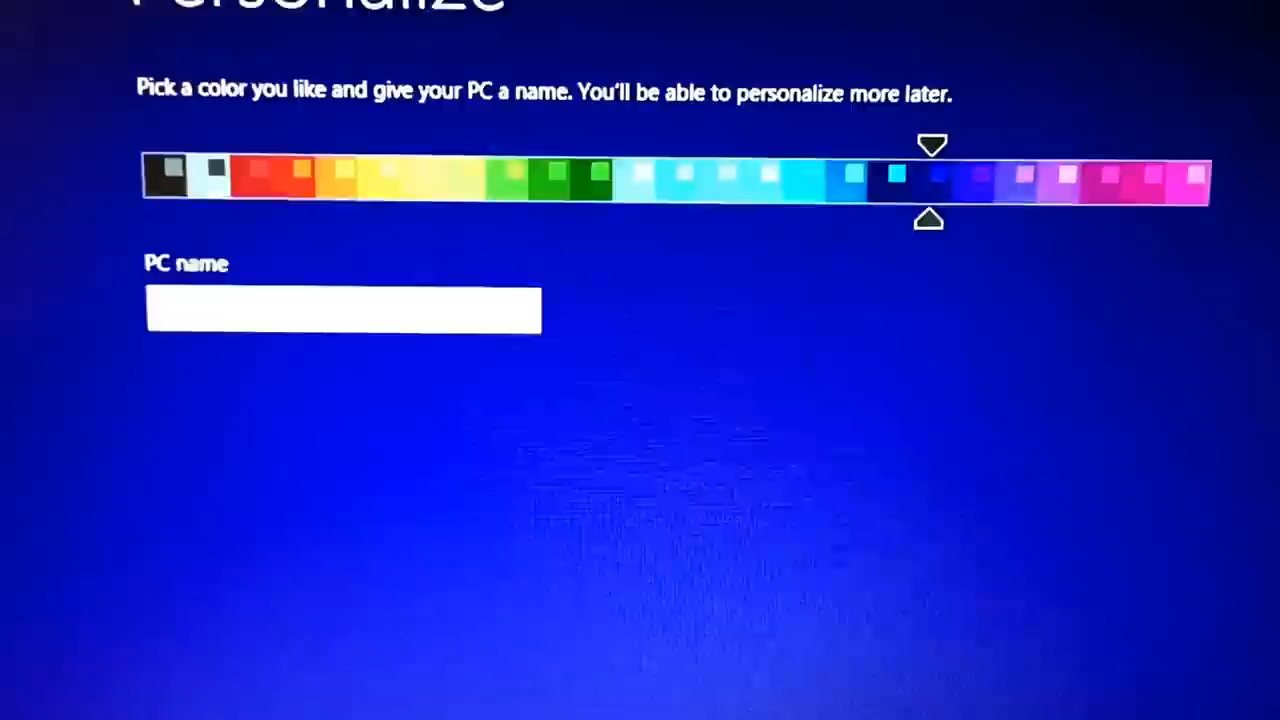 Personalize
Pick a color you like and give your PC a name. You'll be able to personalize more later.
PC name